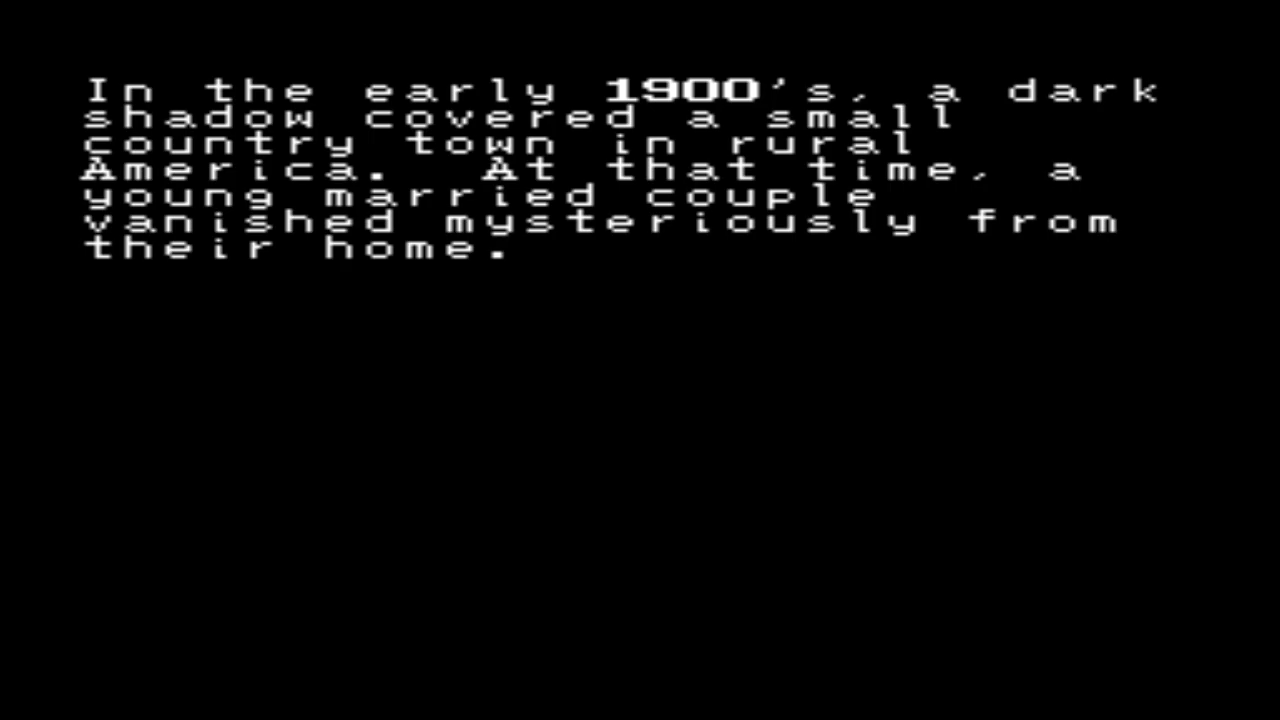 In the early 1900's, a dark
shadow covered a small
country town in rural
America.  At that time, a
young married couple
vanished mysteriously from
their home.